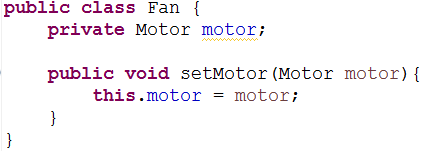 public class Fan {
    private Motor motor;
    public void setMotor(Motor motor){
        this.motor = motor;
    }
}